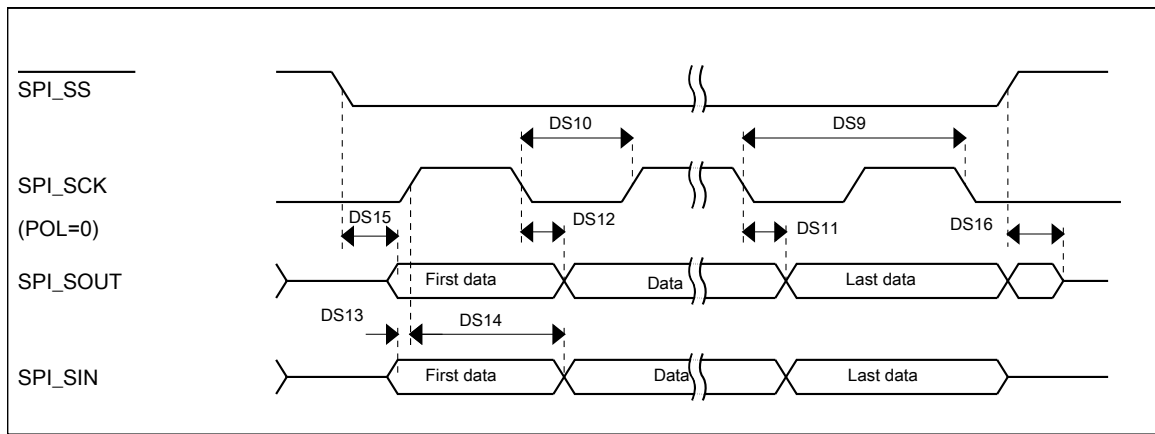 SPI_SS
DS10
DS9
SPI_SCK
(POL=0)
DS15
DS12
DS11
DS16
SPI_SOUT
First data
Data
Last data
DS13
DS14
SPI_SIN
First data
Data
Last data